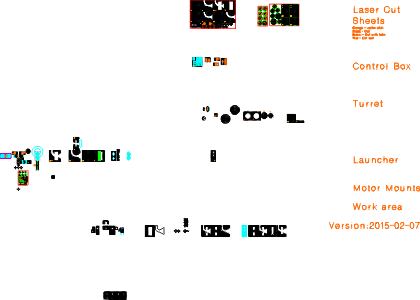 Laser Cut
Sheets
Control Box
Turret
Launcher
Motor Mounts
Work area
Version:2015-02-07